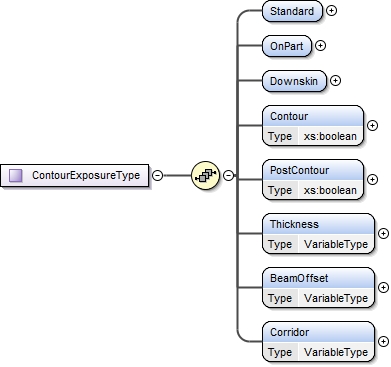 Standard
OnPart
Downskin
Contour
Type xs:boolean
ContourExposureType
PostContour
Type xs:boolean
Thickness
Type VariableType
BeamOffset
Type VariableType
Corridor
Type VariableType